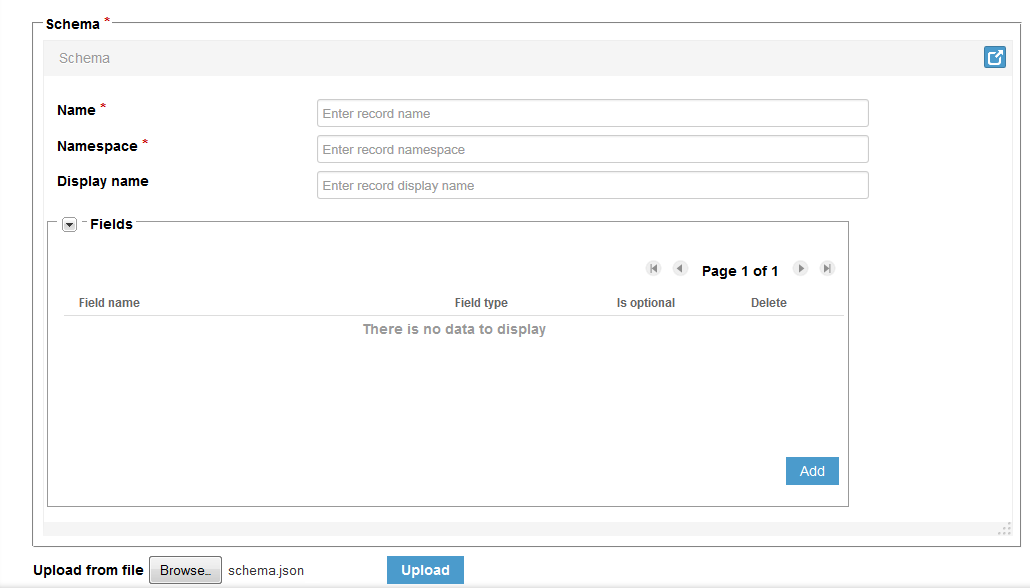 Schema *
Schema
Name * Enter record name
Namespace * Enter record namespace
Display name Enter record display name
Fields
Page 1 of 1
Field name Field type Is optional Delete
There is no data to display
Add
Upload from file Browse_ schema.json Upload